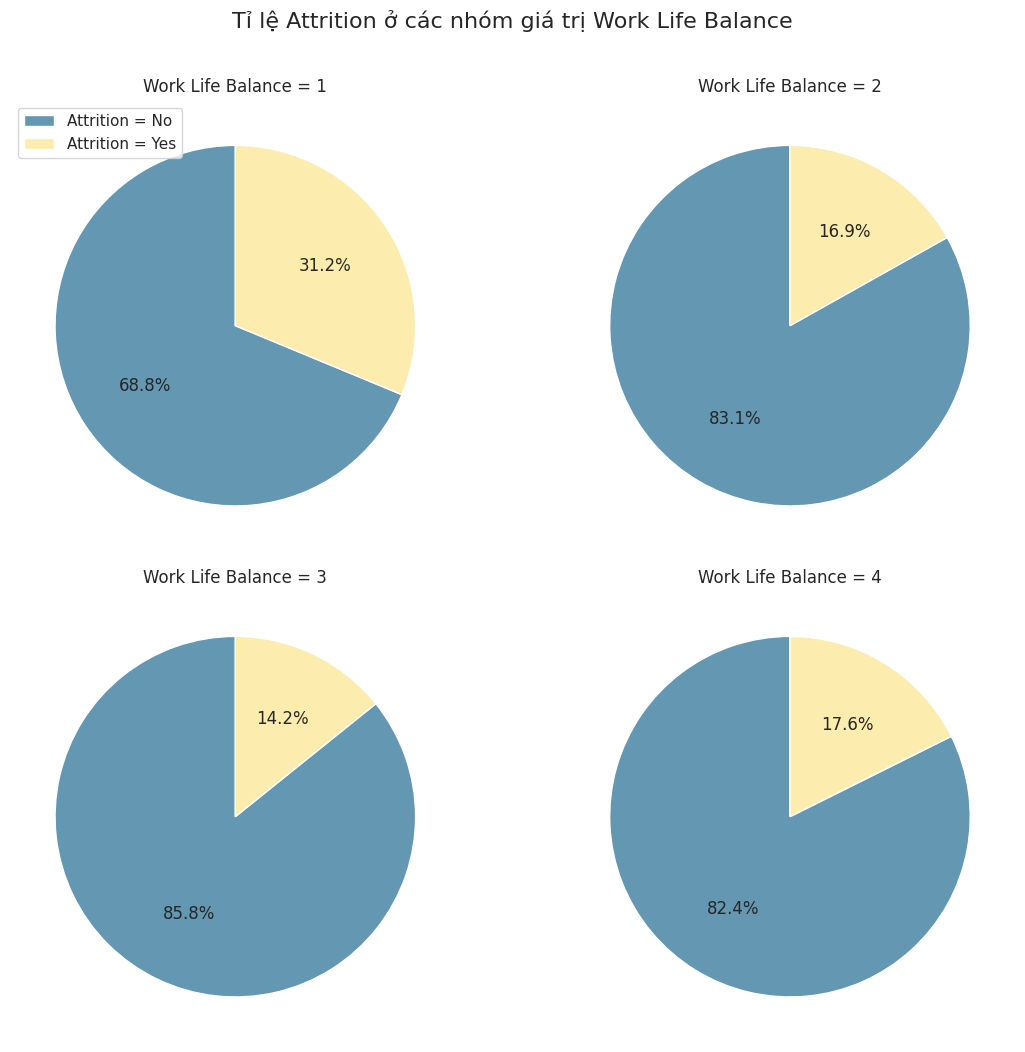 Tỉ lệ Attrition ở các nhóm giá trị Work Life Balance
Work Life Balance = 1
Attrition = No
Attrition = Yes
31.2%
68.8%
Work Life Balance = 2
16.9%
83.1%
Work Life Balance = 3
14.2%
85.8%
Work Life Balance = 4
17.6%
82.4%